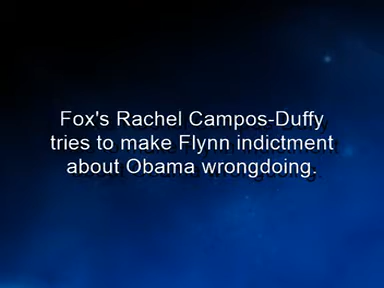 Fox's Rachel Campos-Duffy
tries to make Flynn indictment
about Obama wrongdoing.